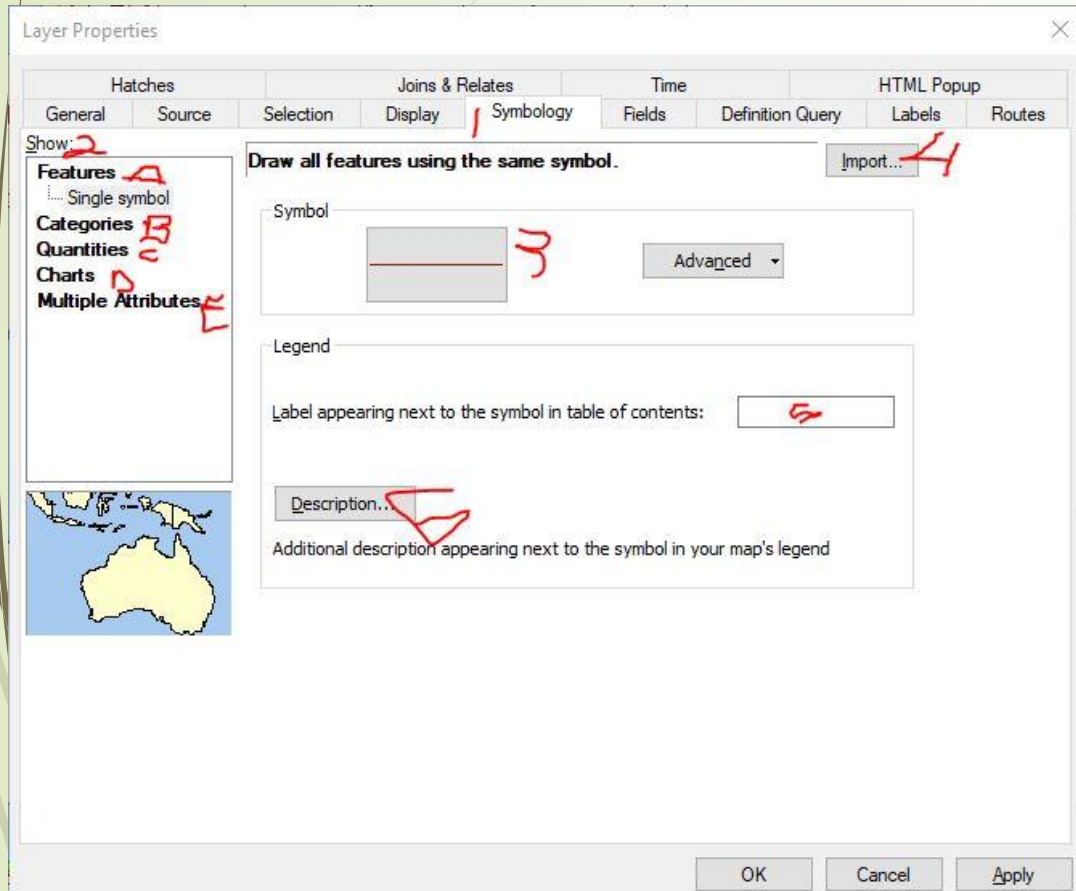 Layer Properties
Hatches Joins & Relates Time HTML Popup
General Source Selection Display 1 Symbology Fields Definition Query Labels Routes
Show: 2
Features A
Single symbol
Categories B
Quantities C
Charts D
Multiple Attributes E
Draw all features using the same symbol.
Import... 4
Symbol
3
Advanced
Legend
Label appearing next to the symbol in table of contents: 5
Description...
Additional description appearing next to the symbol in your map's legend
OK Cancel Apply